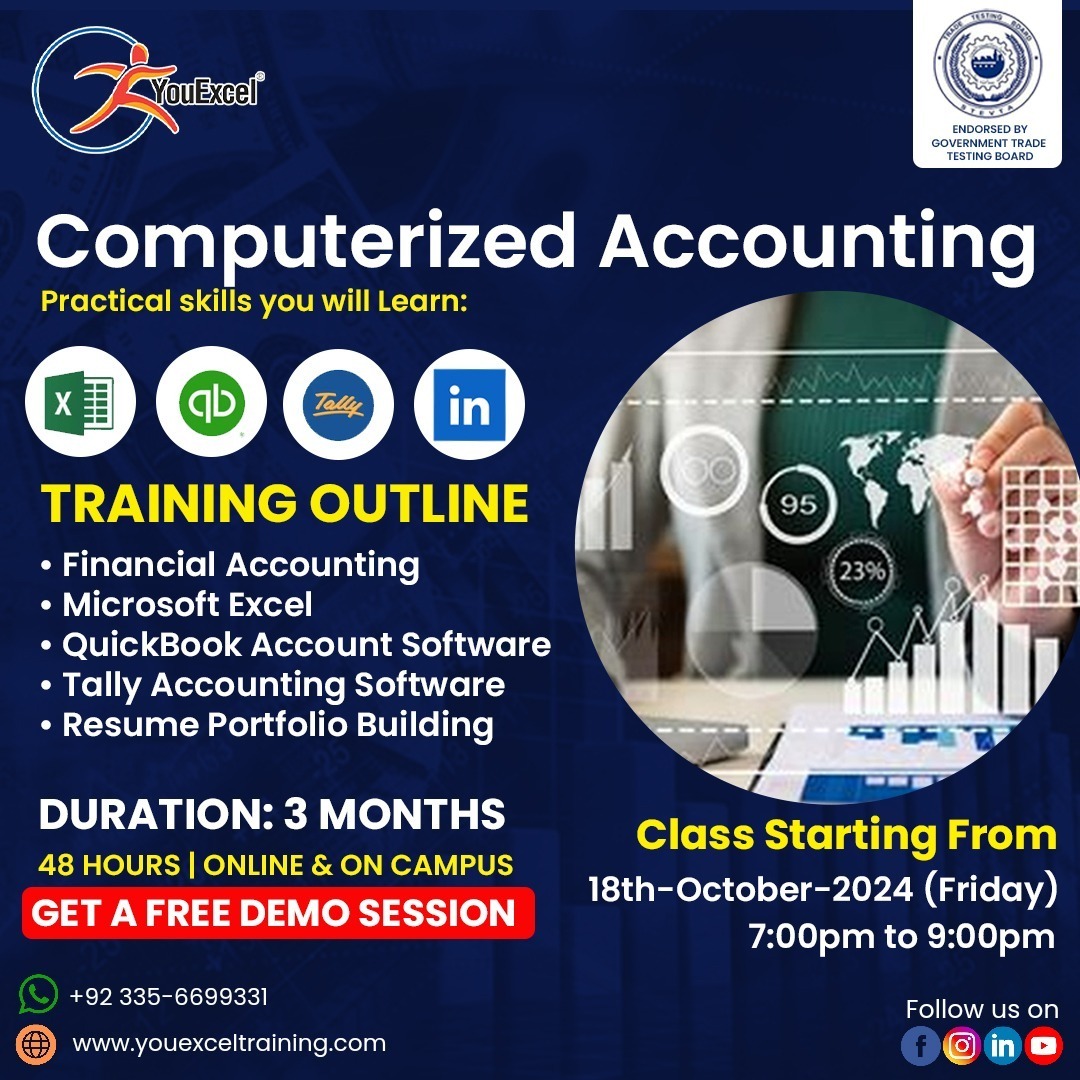 YouExcel®
TRADE TESTING BOARD
STEVTA
ENDORSED BY
GOVERNMENT TRADE
TESTING BOARD
Computerized Accounting
Practical skills you will Learn:
X
qb
Tally
in
TRAINING OUTLINE
• Financial Accounting
• Microsoft Excel
• QuickBook Account Software
• Tally Accounting Software
• Resume Portfolio Building
95
23%
DURATION: 3 MONTHS
48 HOURS | ONLINE & ON CAMPUS
GET A FREE DEMO SESSION
Class Starting From
18th-October-2024 (Friday)
7:00pm to 9:00pm
+92 335-6699331
www.youexceltraining.com
Follow us on